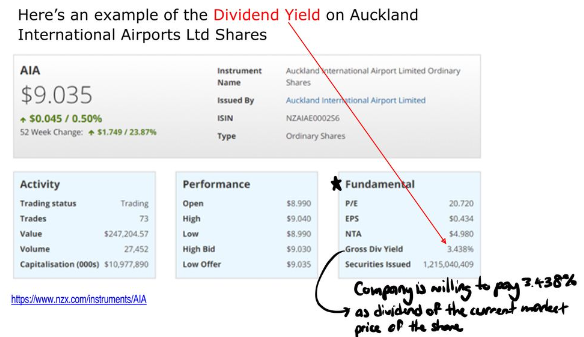 Here's an example of the Dividend Yield on Auckland
International Airports Ltd Shares
AIA
$9.035
↑ $0.045 / 0.50%
52 Week Change: ↑ $1.749 / 23.87%
Instrument Name Auckland International Airport Limited Ordinary Shares
Issued By Auckland International Airport Limited
ISIN NZAIAE0002S6
Type Ordinary Shares
Activity
Trading status Trading
Trades 73
Value $247,204.57
Volume 27,452
Capitalisation (000s) $10,977,890
Performance
Open $8.990
High $9.040
Low $8.990
High Bid $9.030
Low Offer $9.035
★ Fundamental
P/E 20.720
EPS $0.434
NTA $4.980
Gross Div Yield 3.438%
Securities Issued 1,215,040,409
Company is willing to pay 3.438%
as dividend of the current market
price of the share
https://www.nzx.com/instruments/AIA